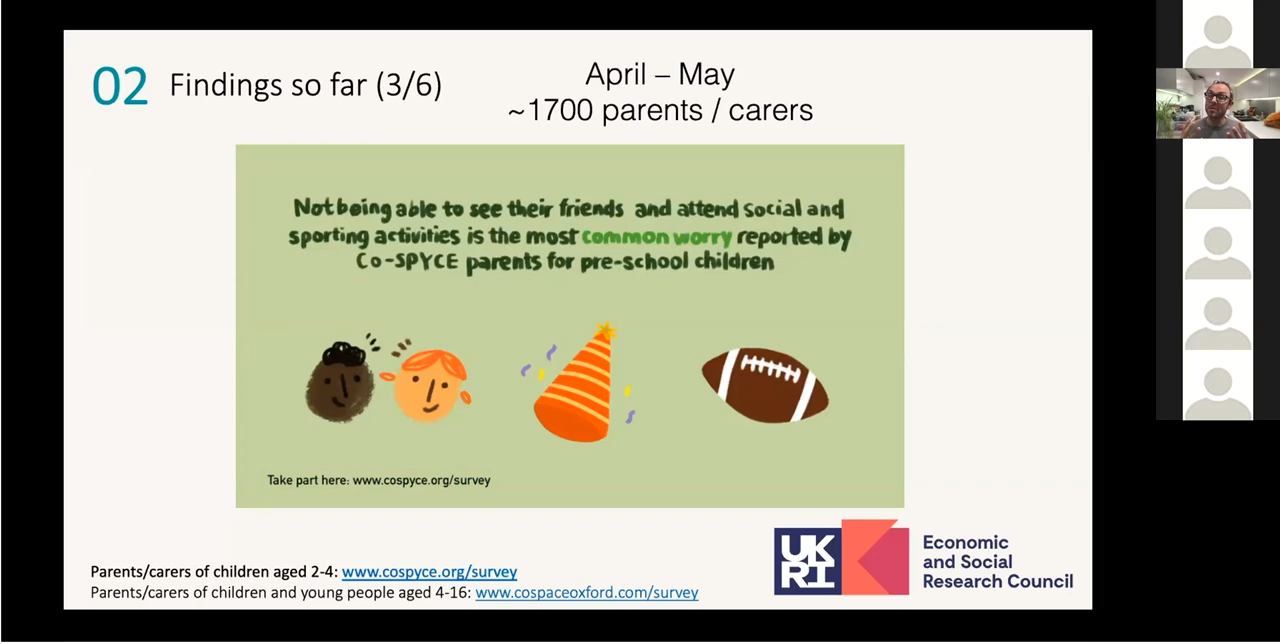 02 Findings so far (3/6)
April – May
~1700 parents / carers
Not being able to see their friends and attend social and
sporting activities is the most common worry reported by
Co-SPYCE parents for pre-school children
Take part here: www.cospyce.org/survey
Parents/carers of children aged 2-4: www.cospyce.org/survey
Parents/carers of children and young people aged 4-16: www.cospaceoxford.com/survey
UK
RI
Economic
and Social
Research Council